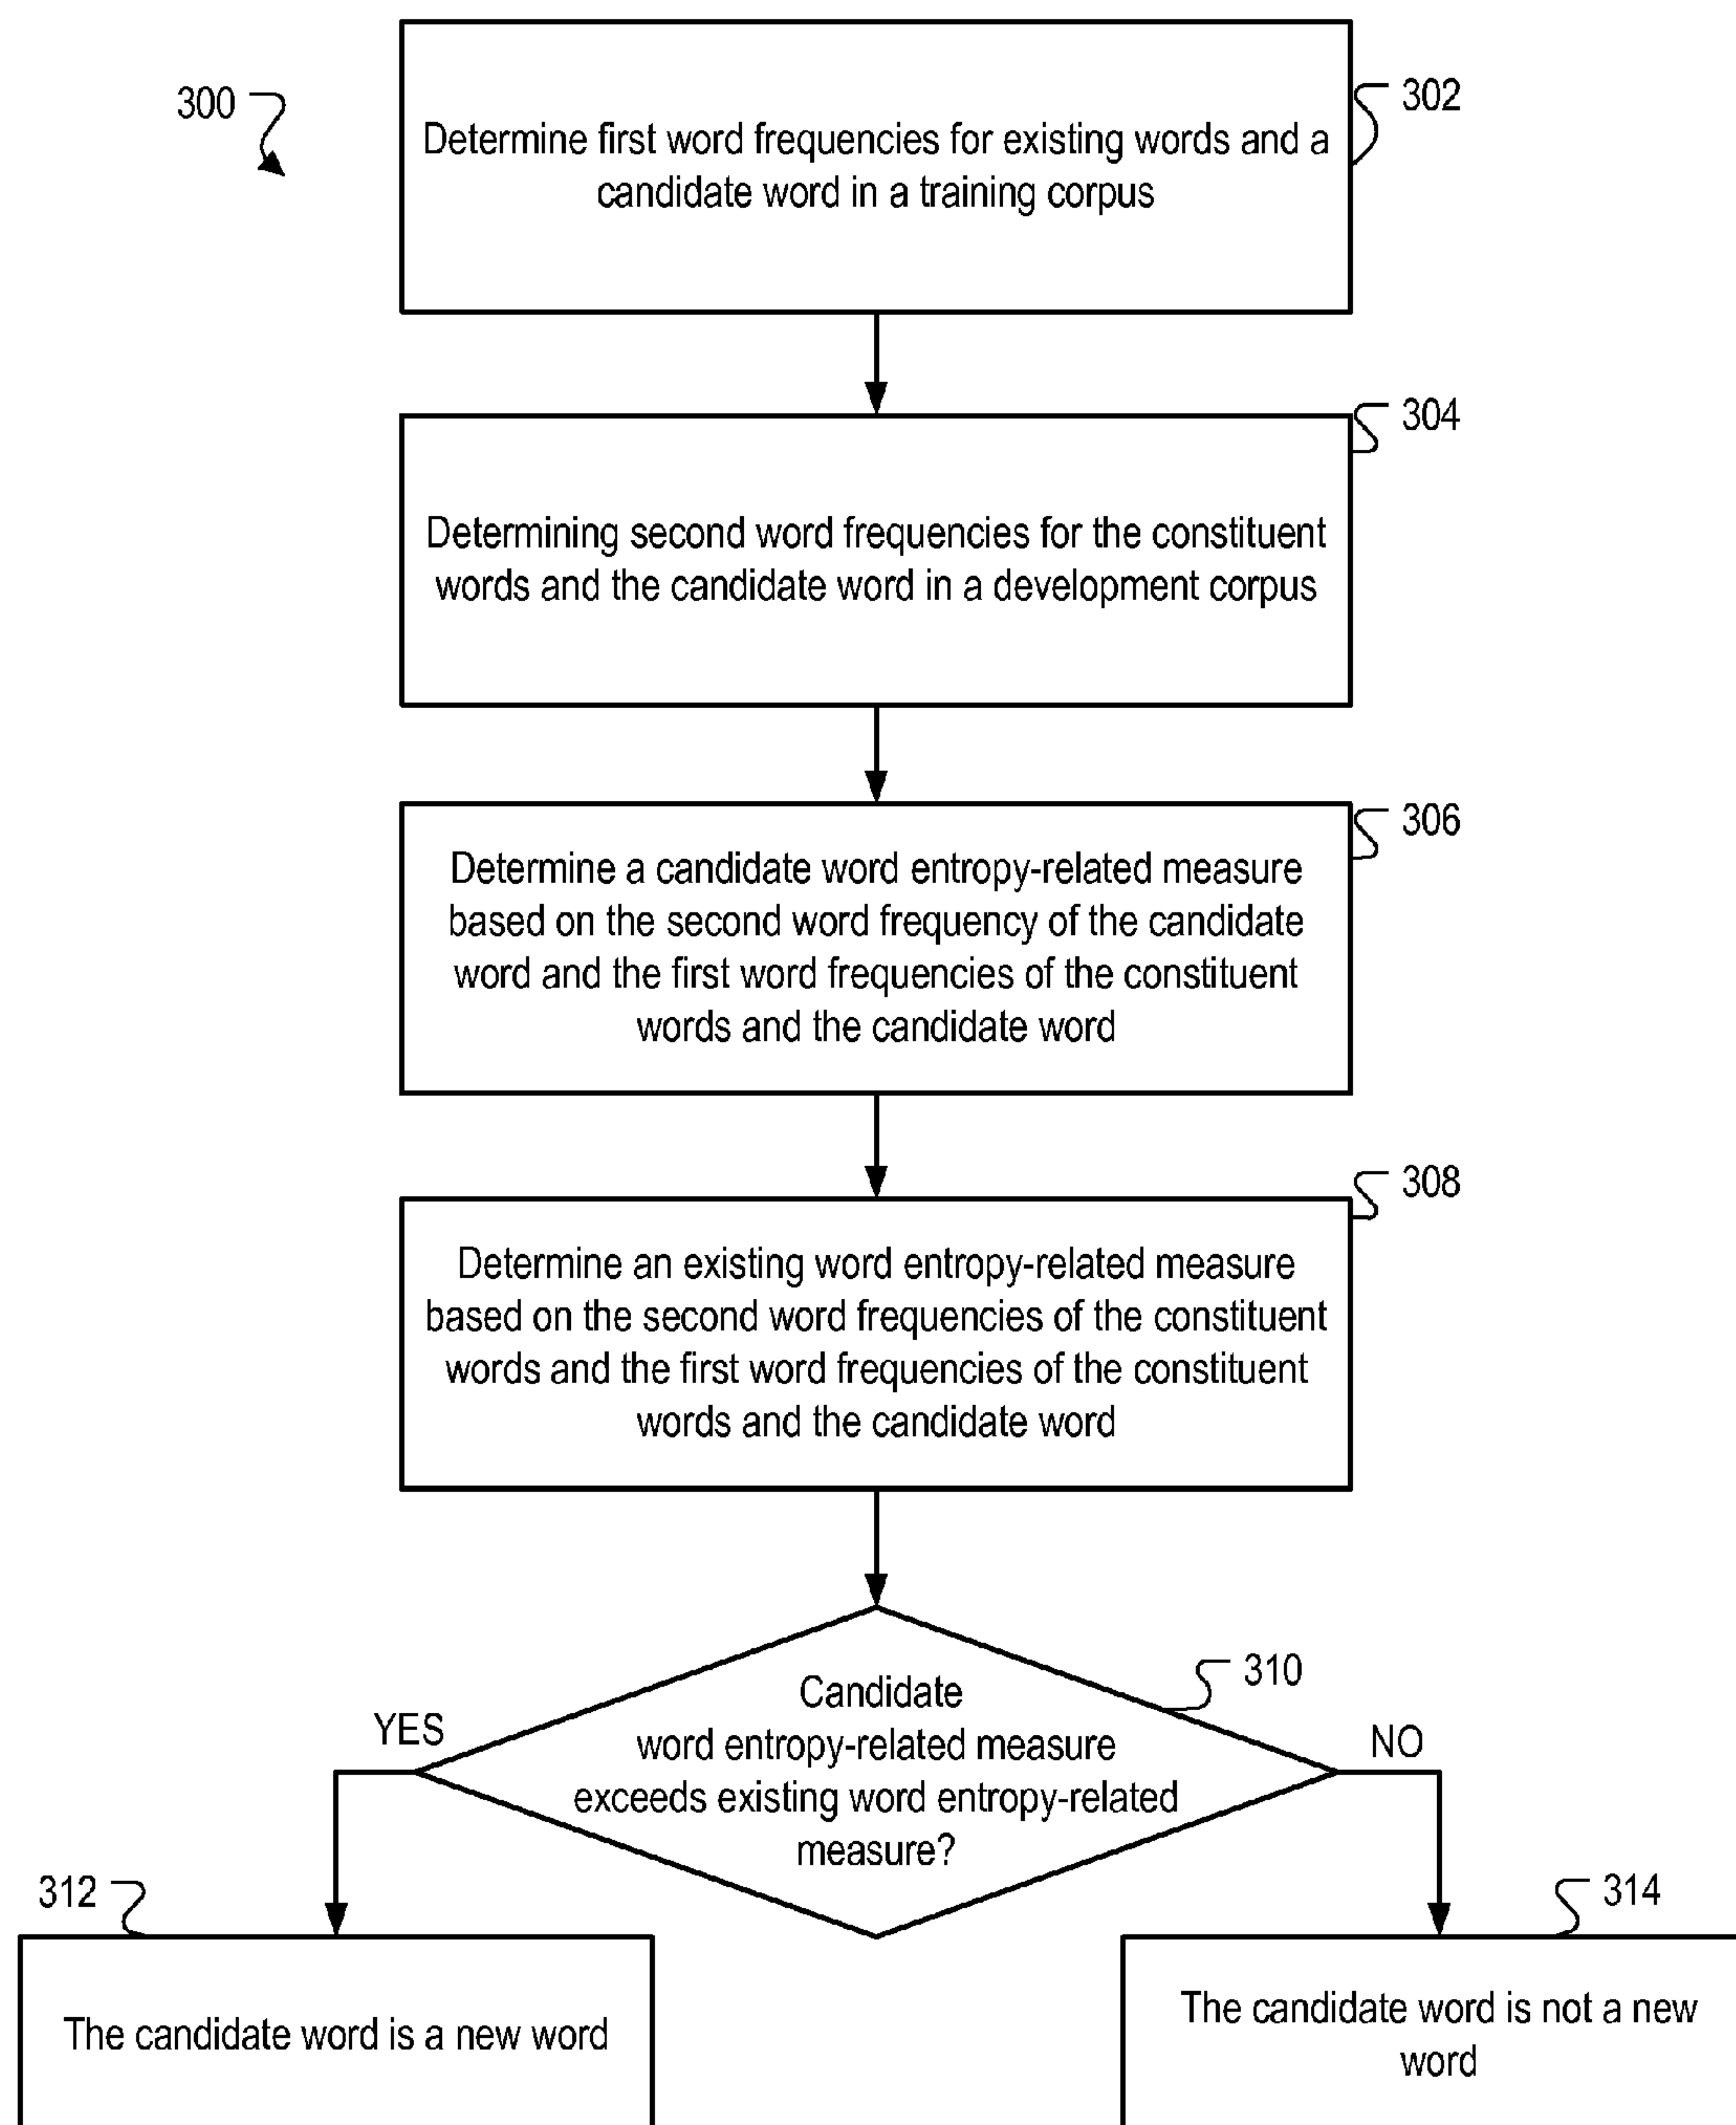 300
302
Determine first word frequencies for existing words and a
candidate word in a training corpus
304
Determining second word frequencies for the constituent
words and the candidate word in a development corpus
306
Determine a candidate word entropy-related measure
based on the second word frequency of the candidate
word and the first word frequencies of the constituent
words and the candidate word
308
Determine an existing word entropy-related measure
based on the second word frequencies of the constituent
words and the first word frequencies of the constituent
words and the candidate word
310
Candidate
word entropy-related measure
exceeds existing word entropy-related
measure?
YES
NO
312
The candidate word is a new word
314
The candidate word is not a new
word